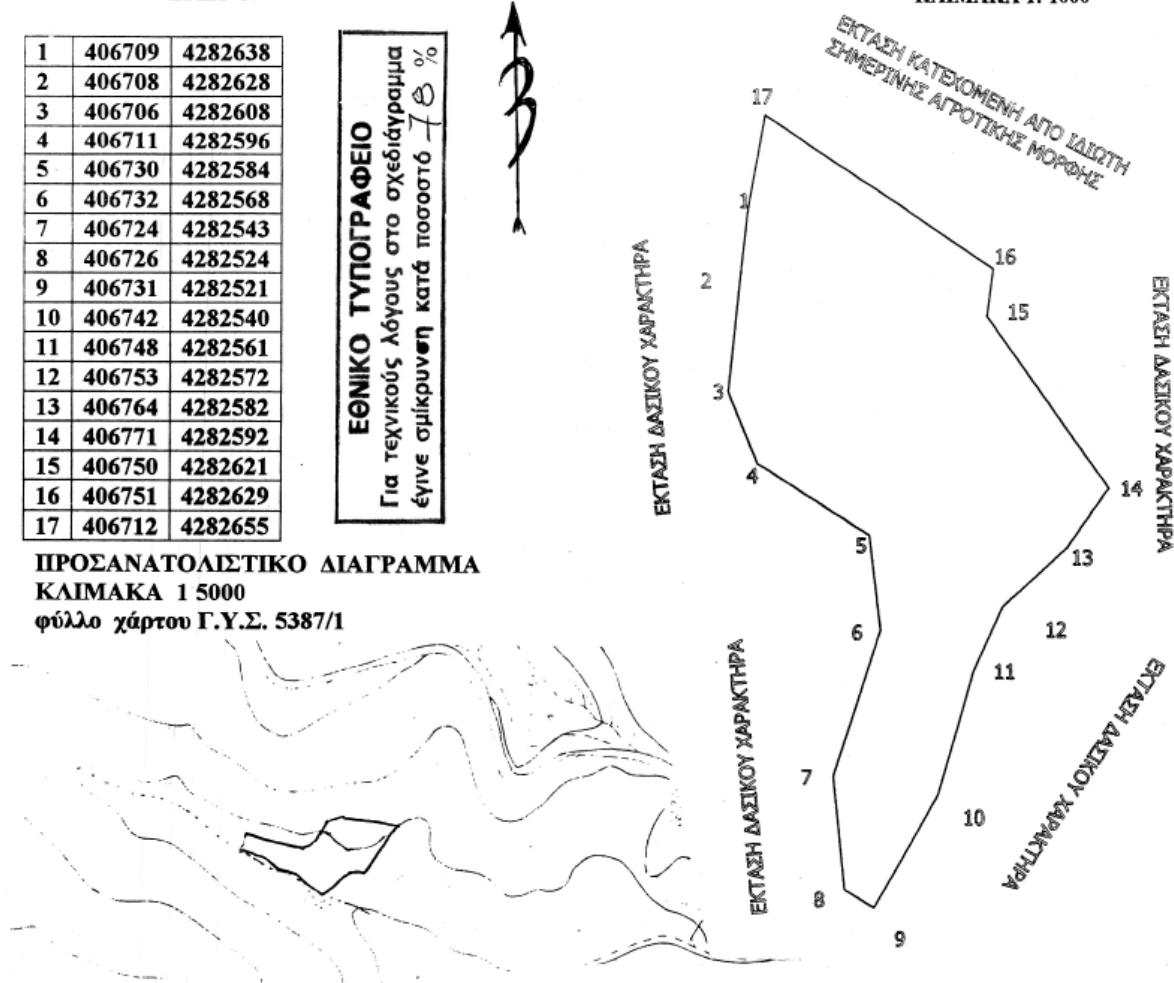 ΚΛΙΜΑΚΑ 1: 1000
1 406709 4282638
2 406708 4282628
3 406706 4282608
4 406711 4282596
5 406730 4282584
6 406732 4282568
7 406724 4282543
8 406726 4282524
9 406731 4282521
10 406742 4282540
11 406748 4282561
12 406753 4282572
13 406764 4282582
14 406771 4282592
15 406750 4282621
16 406751 4282629
17 406712 4282655
ΕΘΝΙΚΟ ΤΥΠΟΓΡΑΦΕΙΟ
Για τεχνικούς λόγους στο σχεδιάγραμμα
έγινε σμίκρυνση κατά ποσοστό 78 %
ΠΡΟΣΑΝΑΤΟΛΙΣΤΙΚΟ ΔΙΑΓΡΑΜΜΑ
ΚΛΙΜΑΚΑ 1 5000
φύλλο χάρτου Γ.Υ.Σ. 5387/1
ΕΚΤΑΣΗ ΚΑΤΕΧΟΜΕΝΗ ΑΠΟ ΙΔΙΩΤΗ
ΣΗΜΕΡΙΝΗΣ ΑΓΡΟΤΙΚΗΣ ΜΟΡΦΗΣ
17
1
16
2
15
3
4
14
5
13
6
12
11
7
10
8
9
ΕΚΤΑΣΗ ΔΑΣΙΚΟΥ ΧΑΡΑΚΤΗΡΑ
ΕΚΤΑΣΗ ΔΑΣΙΚΟΥ ΧΑΡΑΚΤΗΡΑ
ΕΚΤΑΣΗ ΔΑΣΙΚΟΥ ΧΑΡΑΚΤΗΡΑ
ΕΚΤΑΣΗ ΔΑΣΙΚΟΥ ΧΑΡΑΚΤΗΡΑ